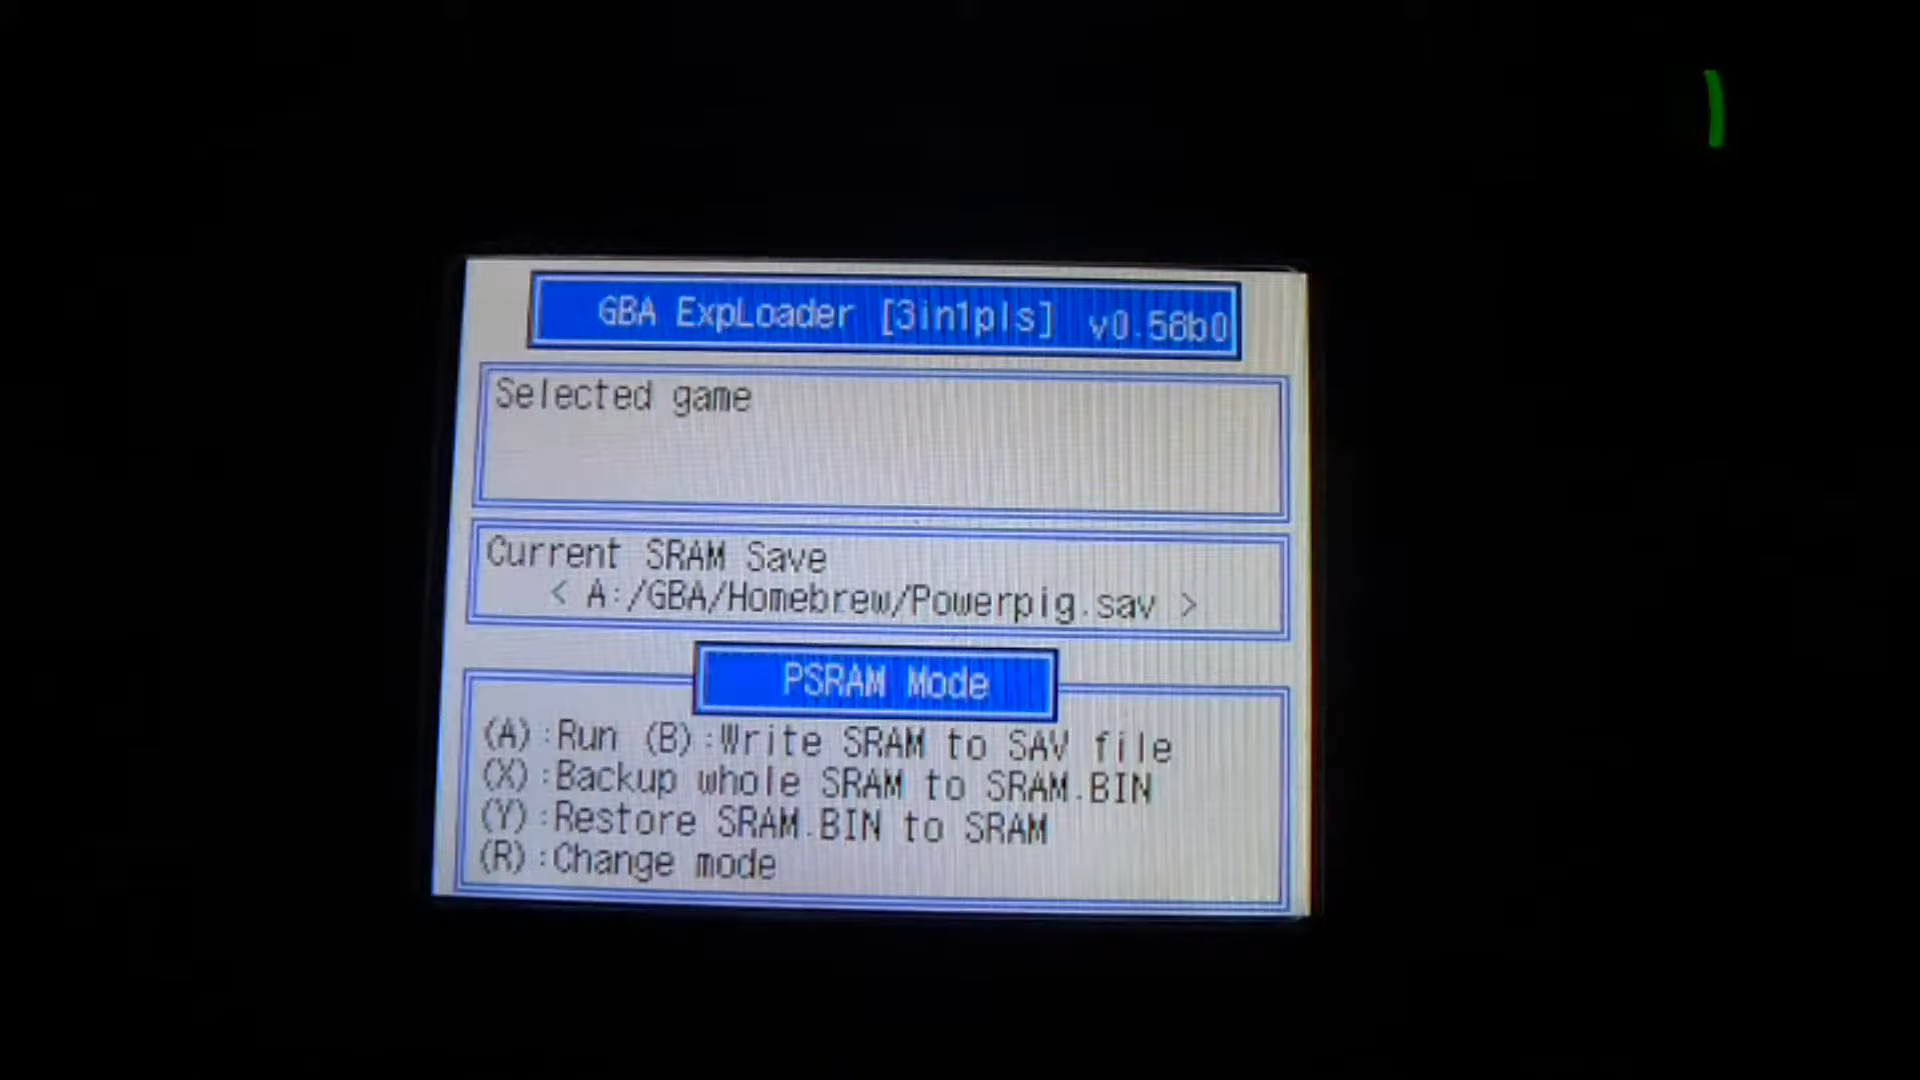 GBA ExpLoader [3in1pls] v0.58b0
Selected game
Current SRAM Save
< A:/GBA/Homebrew/Powerpig.sav >
PSRAM Mode
(A):Run (B):Write SRAM to SAV file
(X):Backup whole SRAM to SRAM.BIN
(Y):Restore SRAM.BIN to SRAM
(R):Change mode